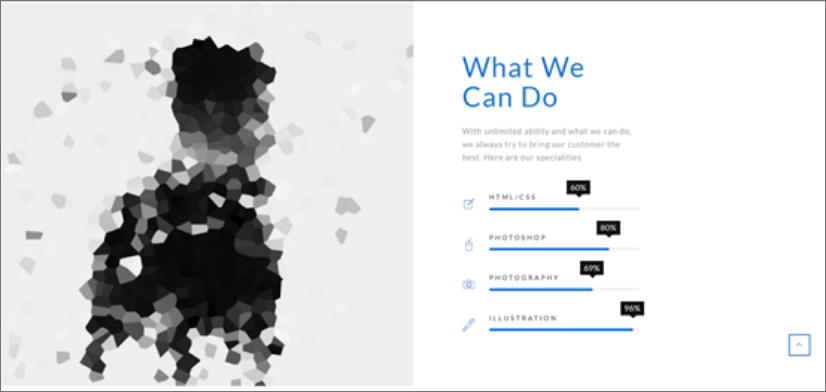 What We
Can Do
With unlimited ability and what we can do,
we always try to bring our customer the
best. Here are our specialities
60%
HTML/CSS
80%
PHOTOSHOP
69%
PHOTOGRAPHY
96%
ILLUSTRATION